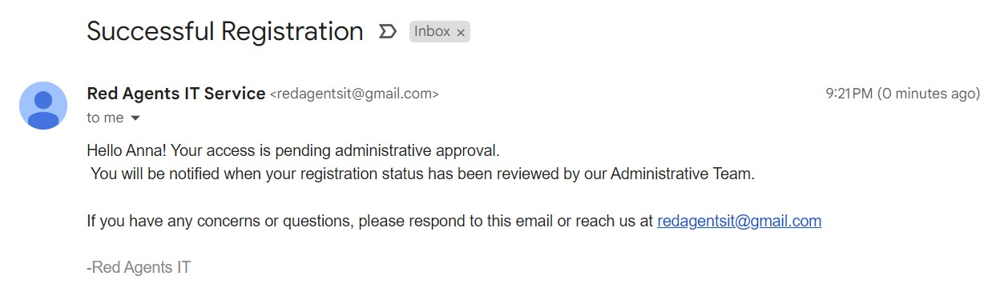 Successful Registration Inbox x
Red Agents IT Service <redagentsit@gmail.com> 9:21 PM (0 minutes ago)
to me
Hello Anna! Your access is pending administrative approval.
You will be notified when your registration status has been reviewed by our Administrative Team.
If you have any concerns or questions, please respond to this email or reach us at redagentsit@gmail.com
-Red Agents IT